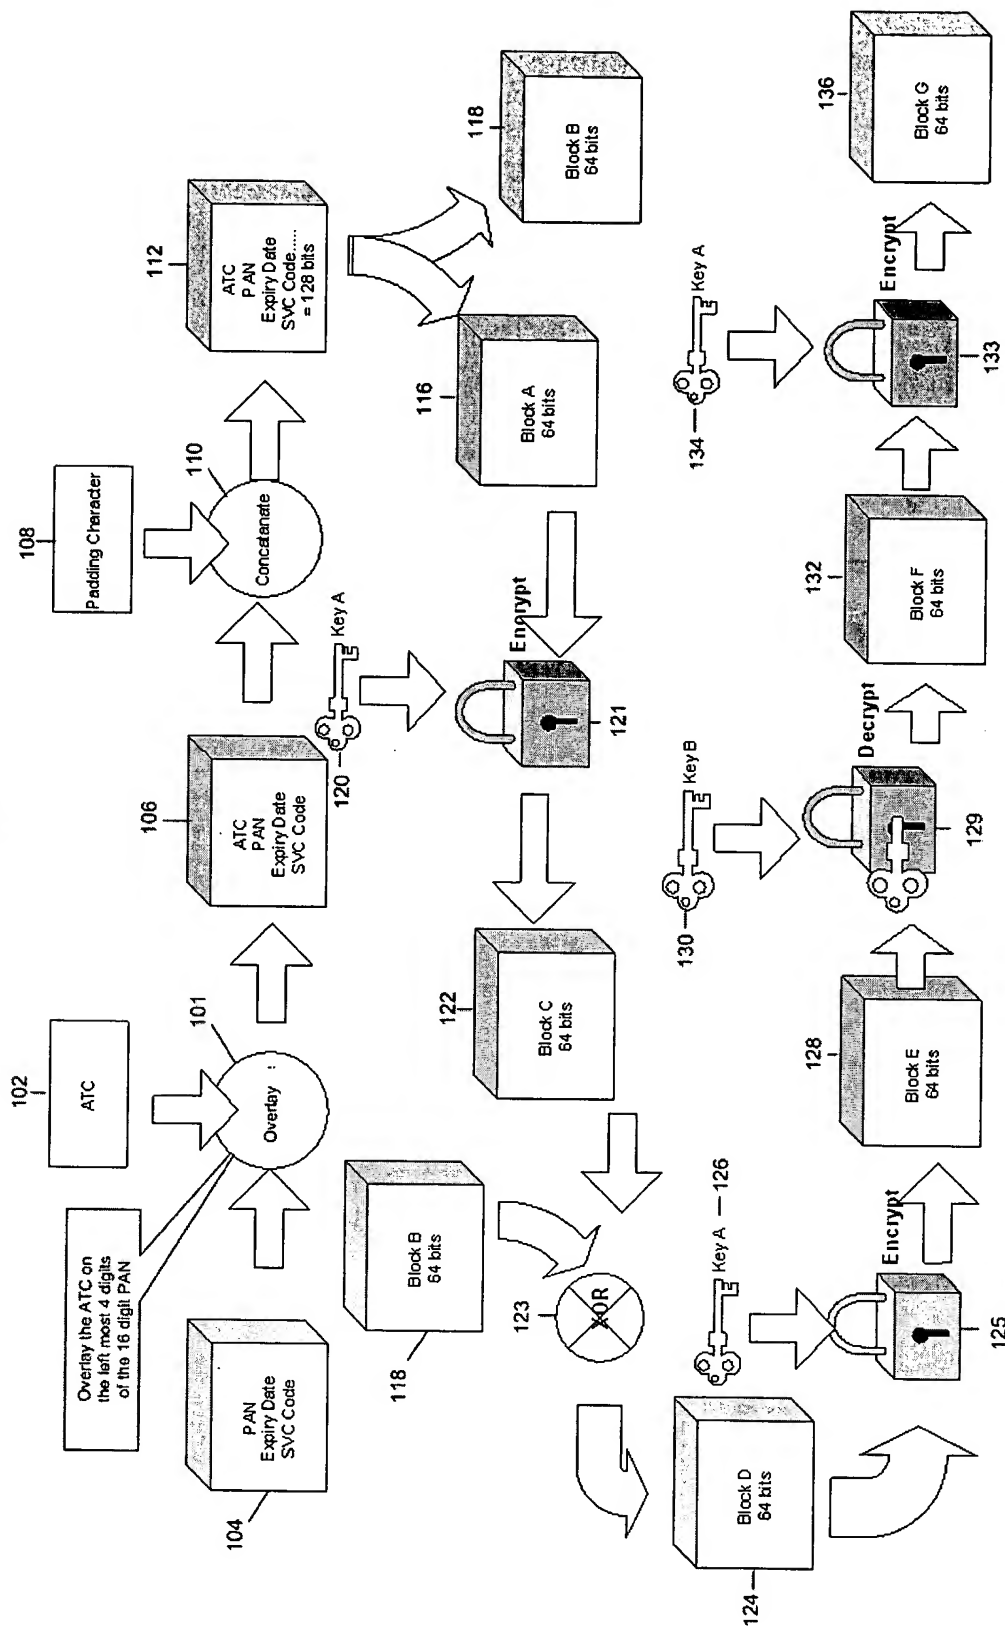 102
ATC
Overlay the ATC on
the left most 4 digits
of the 16 digit PAN
101
Overlay :
104
PAN
Expiry Date
SVC Code
106
ATC
PAN
Expiry Date
SVC Code
108
Padding Character
110
Concatanate
112
ATC
PAN
Expiry Date
SVC Code.....
= 128 bits
118
Block B
64 bits
116
Block A
64 bits
120
Key A
Encrypt
121
122
Block C
64 bits
118
Block B
64 bits
123
XOR
124
Block D
64 bits
126
Key A
Encrypt
125
128
Block E
64 bits
130
Key B
Decrypt
129
132
Block F
64 bits
134
Key A
Encrypt
133
136
Block G
64 bits